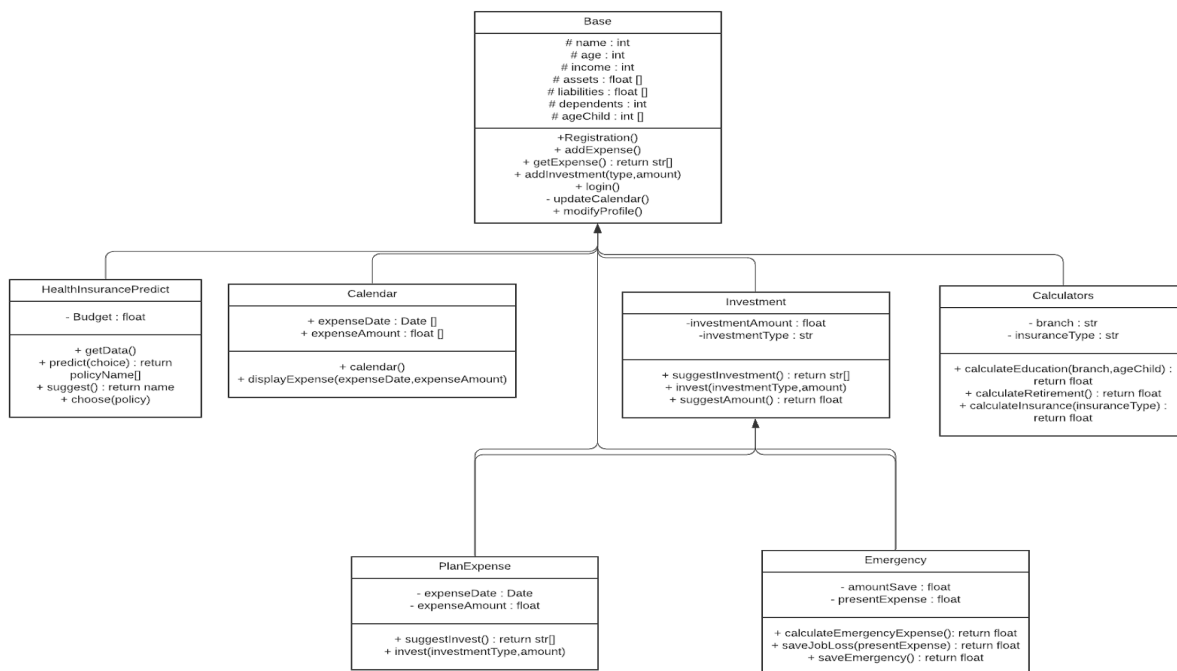 Base
# name : int
# age : int
# income : int
# assets : float []
# liabilities : float []
# dependents : int
# ageChild : int []
+Registration()
+ addExpense()
+ getExpense() : return str[]
+ addInvestment(type,amount)
+ login()
- updateCalendar()
+ modifyProfile()
HealthInsurancePredict
- Budget : float
+ getData()
+ predict(choice) : return
policyName[]
+ suggest() : return name
+ choose(policy)
Calendar
+ expenseDate : Date []
+ expenseAmount : float []
+ calendar()
+ displayExpense(expenseDate,expenseAmount)
Investment
-investmentAmount : float
-investmentType : str
+ suggestInvestment() : return str[]
+ invest(investmentType,amount)
+ suggestAmount() : return float
Calculators
- branch : str
- insuranceType : str
+ calculateEducation(branch,ageChild) :
return float
+ calculateRetirement() : return float
+ calculateInsurance(insuranceType) :
return float
PlanExpense
- expenseDate : Date
- expenseAmount : float
+ suggestInvest() : return str[]
+ invest(investmentType,amount)
Emergency
- amountSave : float
- presentExpense : float
+ calculateEmergencyExpense(): return float
+ saveJobLoss(presentExpense) : return float
+ saveEmergency() : return float